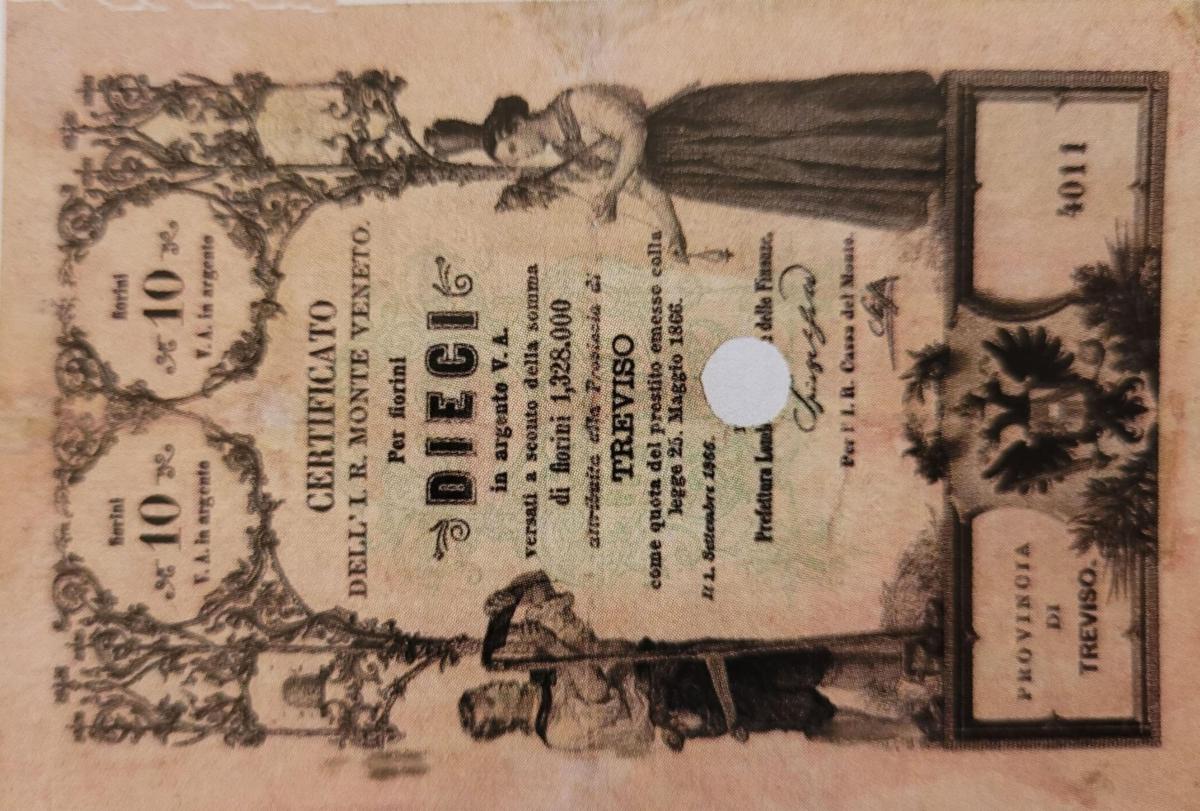 fiorini
10
V. A. in argento
fiorini
10
V. A. in argento
CERTIFICATO
DELL' I. R. MONTE VENETO.
Per fiorini
DIECI
in argento V. A.
versati a sconto della somma
di fiorini 1,328.000
attribuita alla Provincia di
TREVISO
come quota del prestito emesse colla
legge 25. Maggio 1866.
Il 1. Settembre 1866.
Prefettura Lomb delle Finanze.
Per l' I. R. Cassa del Monte.
PROVINCIA
DI
TREVISO.
4011